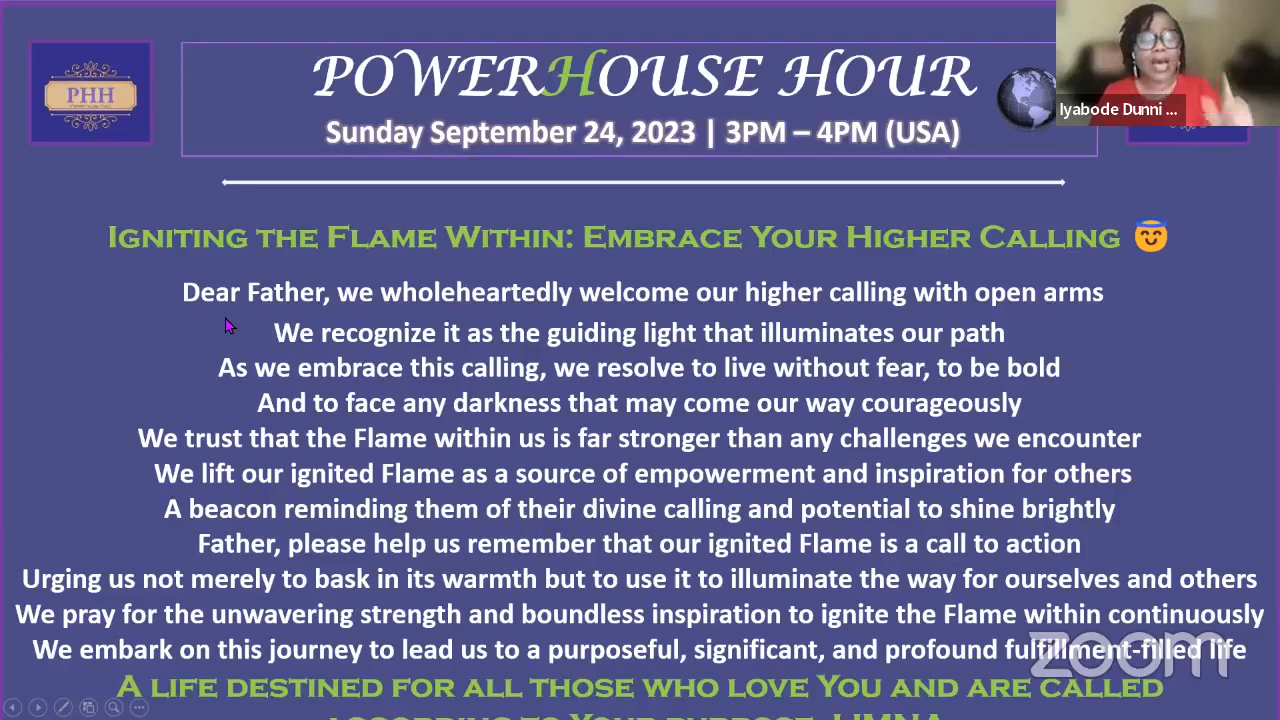 PHH
POWERHOUSE HOUR
Sunday September 24, 2023 | 3PM – 4PM (USA)
Iyabode Dunni ...
IGNITING THE FLAME WITHIN: EMBRACE YOUR HIGHER CALLING
Dear Father, we wholeheartedly welcome our higher calling with open arms
We recognize it as the guiding light that illuminates our path
As we embrace this calling, we resolve to live without fear, to be bold
And to face any darkness that may come our way courageously
We trust that the Flame within us is far stronger than any challenges we encounter
We lift our ignited Flame as a source of empowerment and inspiration for others
A beacon reminding them of their divine calling and potential to shine brightly
Father, please help us remember that our ignited Flame is a call to action
Urging us not merely to bask in its warmth but to use it to illuminate the way for ourselves and others
We pray for the unwavering strength and boundless inspiration to ignite the Flame within continuously
We embark on this journey to lead us to a purposeful, significant, and profound fulfillment-filled life
zoom
A LIFE DESTINED FOR ALL THOSE WHO LOVE YOU AND ARE CALLED
ACCORDING TO YOUR PURPOSE